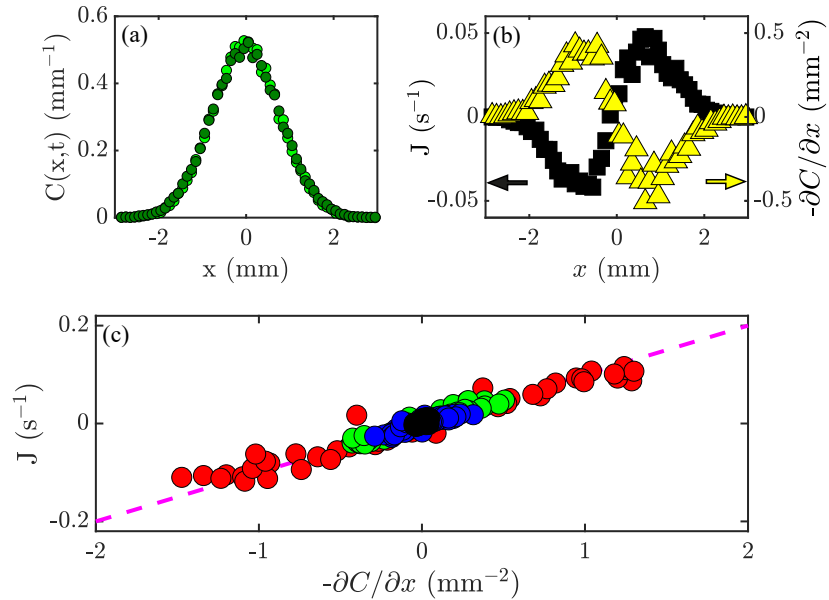 (a)
C(x,t) (mm⁻¹)
0.6
0.4
0.2
0
-2
0
2
x (mm)
(b)
J (s⁻¹)
0.05
0
-0.05
-2
0
2
x (mm)
0.5
0
-0.5
-∂C/∂x (mm⁻²)
(c)
J (s⁻¹)
0.2
0
-0.2
-2
-1
0
1
2
-∂C/∂x (mm⁻²)